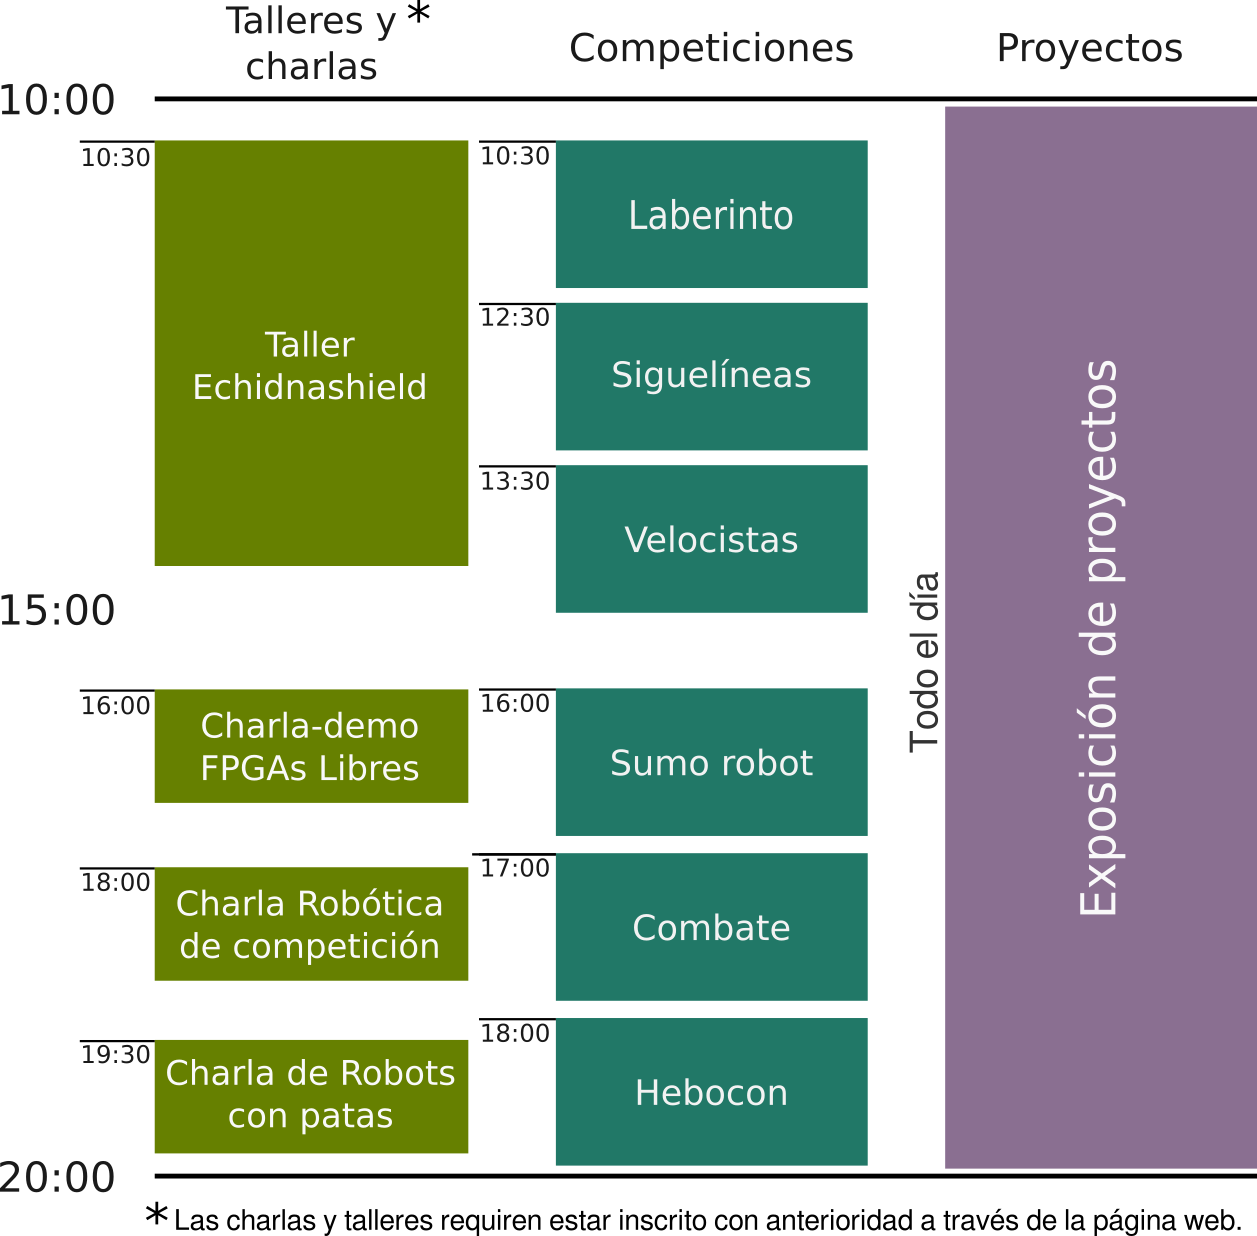 Talleres y *
charlas
Competiciones
Proyectos
10:00
10:30
Taller
Echidnashield
10:30
Laberinto
12:30
Siguelíneas
13:30
Velocistas
15:00
16:00
Charla-demo
FPGAs Libres
16:00
Sumo robot
18:00
Charla Robótica
de competición
17:00
Combate
19:30
Charla de Robots
con patas
18:00
Hebocon
Todo el día
Exposición de proyectos
20:00
* Las charlas y talleres requiren estar inscrito con anterioridad a través de la página web.